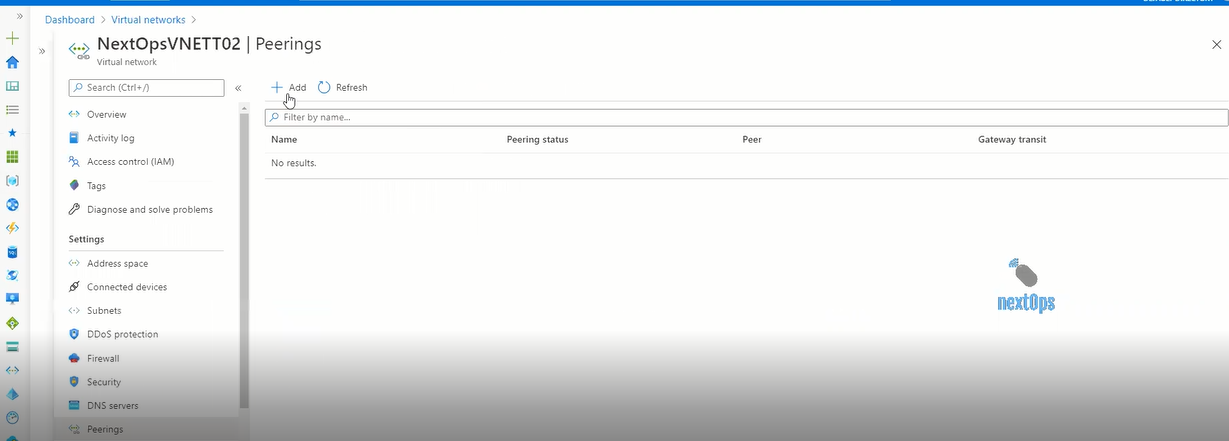 Dashboard > Virtual networks >
NextOpsVNETT02 | Peerings
Virtual network
Search (Ctrl+/)
Add Refresh
Filter by name...
Name Peering status Peer Gateway transit
No results.
Overview
Activity log
Access control (IAM)
Tags
Diagnose and solve problems
Settings
Address space
Connected devices
Subnets
DDoS protection
Firewall
Security
DNS servers
Peerings
nextOps